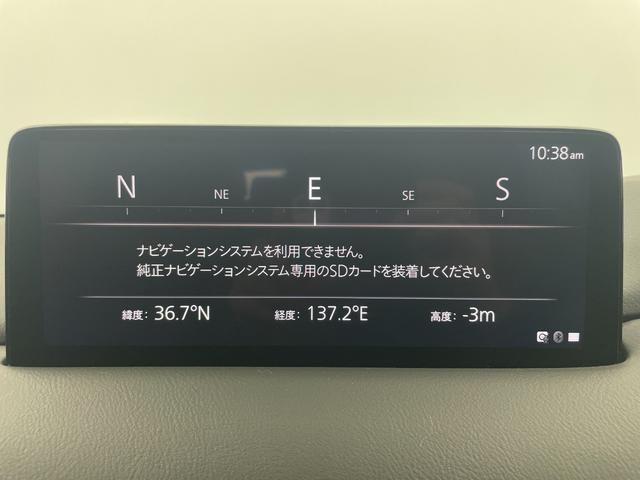 10:38am
N NE E SE S
ナビゲーションシステムを利用できません。
純正ナビゲーションシステム専用のSDカードを装着してください。
緯度: 36.7°N 経度: 137.2°E 高度: -3m